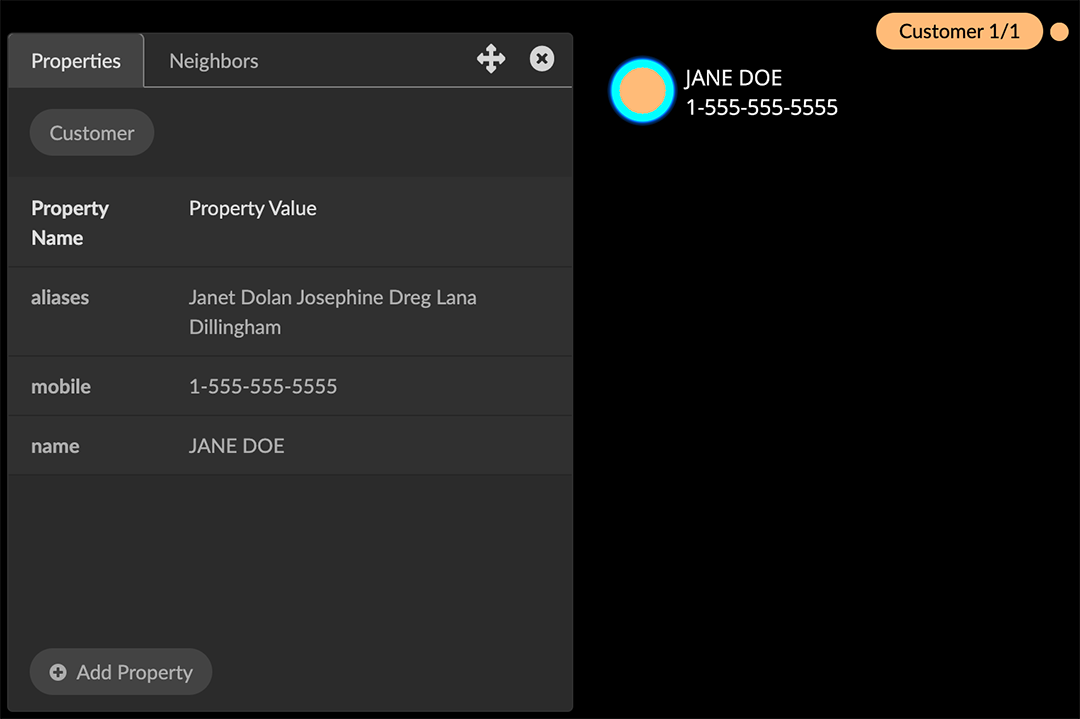 Customer 1/1
Properties
Neighbors
JANE DOE
1-555-555-5555
Customer
Property Name
Property Value
aliases
Janet Dolan Josephine Dreg Lana
Dillingham
mobile
1-555-555-5555
name
JANE DOE
Add Property